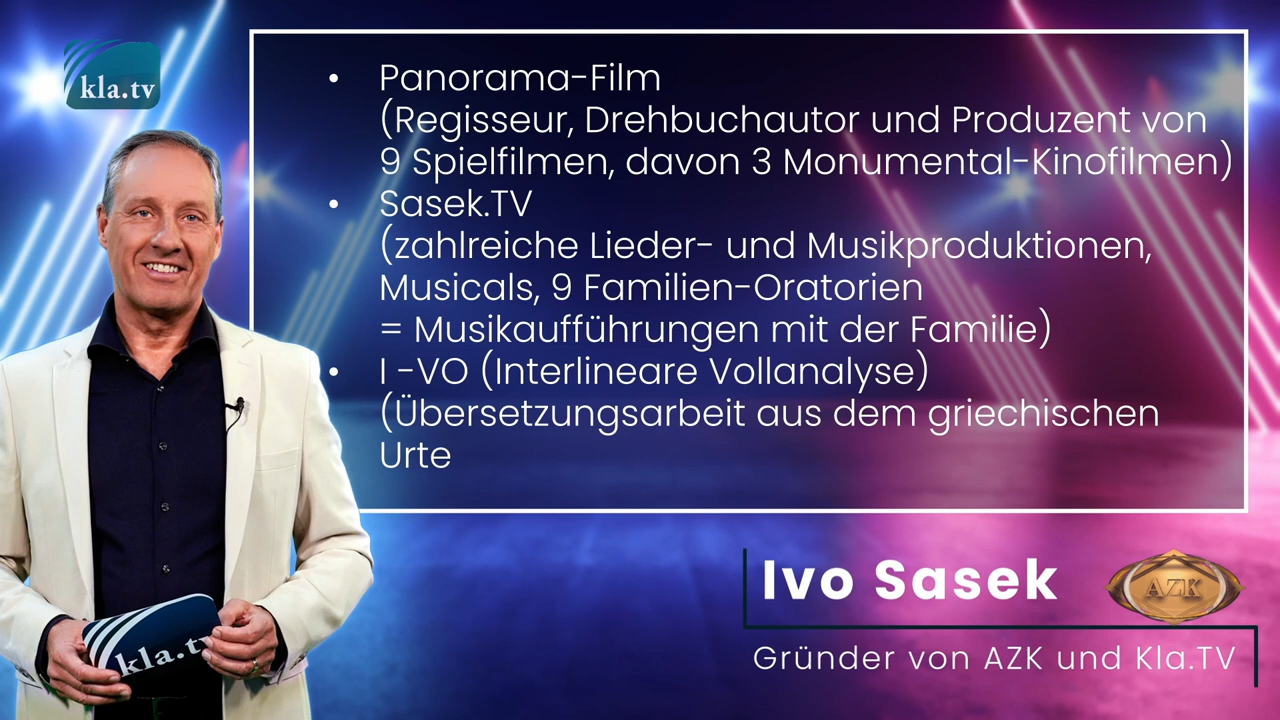 kla.tv
• Panorama-Film
(Regisseur, Drehbuchautor und Produzent von
9 Spielfilmen, davon 3 Monumental-Kinofilmen)
• Sasek.TV
(zahlreiche Lieder- und Musikproduktionen,
Musicals, 9 Familien-Oratorien
= Musikaufführungen mit der Familie)
• I -VO (Interlineare Vollanalyse)
(Übersetzungsarbeit aus dem griechischen
Urte
Ivo Sasek
AZK
Gründer von AZK und Kla.TV
kla.tv